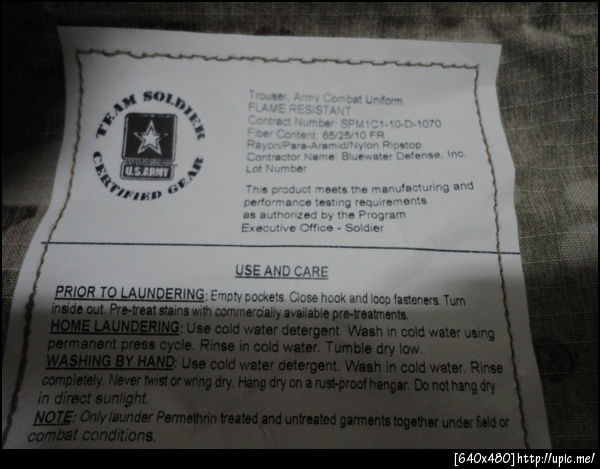 TEAM SOLDIER
U.S.ARMY
CERTIFIED GEAR
Trouser, Army Combat Uniform
FLAME RESISTANT
Contract Number: SPM1C1-10-D-1070
Fiber Content: 65/25/10 FR
Rayon/Para-Aramid/Nylon Ripstop
Contractor Name: Bluewater Defense, Inc.
Lot Number
This product meets the manufacturing and
performance testing requirements
as authorized by the Program
Executive Office - Soldier
USE AND CARE
PRIOR TO LAUNDERING: Empty pockets. Close hook and loop fasteners. Turn
inside out. Pre-treat stains with commercially available pre-treatments.
HOME LAUNDERING: Use cold water detergent. Wash in cold water using
permanent press cycle. Rinse in cold water. Tumble dry low.
WASHING BY HAND: Use cold water detergent. Wash in cold water. Rinse
completely. Never twist or wring dry. Hang dry on a rust-proof hangar. Do not hang dry
in direct sunlight.
NOTE: Only launder Permethrin treated and untreated garments together under field or
combat conditions.
[640x480]http://upic.me/